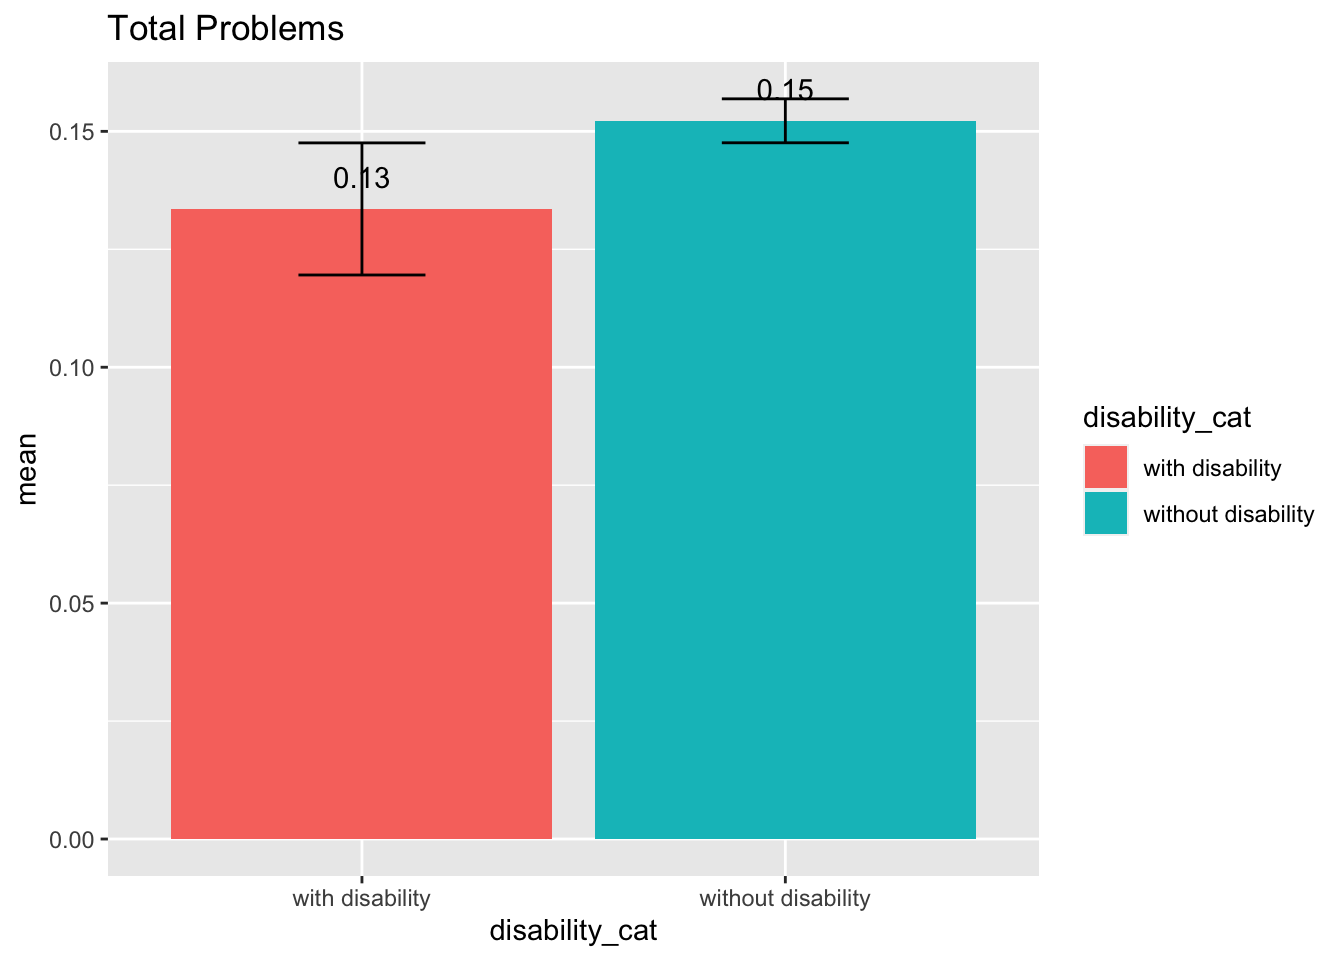 Total Problems
0.15
0.13
0.15
0.10
0.05
0.00
mean
with disability
without disability
disability_cat
disability_cat
with disability
without disability